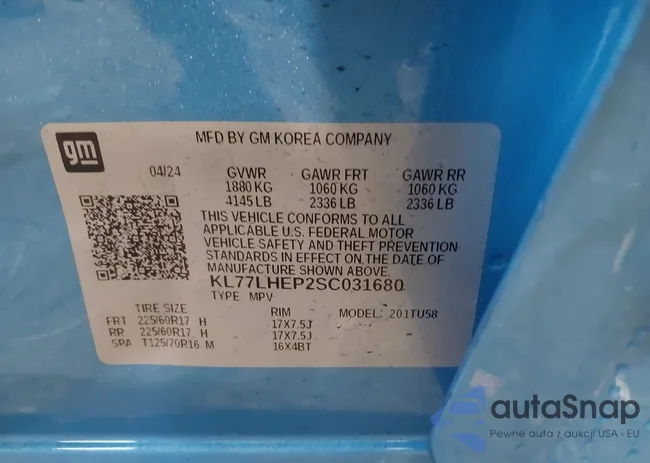 gm
MFD BY GM KOREA COMPANY
04/24 GVWR GAWR FRT GAWR RR
1880 KG 1060 KG 1060 KG
4145 LB 2336 LB 2336 LB
THIS VEHICLE CONFORMS TO ALL
APPLICABLE U.S. FEDERAL MOTOR
VEHICLE SAFETY AND THEFT PREVENTION
STANDARDS IN EFFECT ON THE DATE OF
MANUFACTURE SHOWN ABOVE.
KL77LHEP2SC031680
TYPE: MPV
TIRE SIZE RIM MODEL: 201TU58
FRT 225/60R17 H 17X7.5J
RR 225/60R17 H 17X7.5J
SPA T125/70R16 M 16X4BT
autaSnap
Pewne auta z aukcji USA i EU